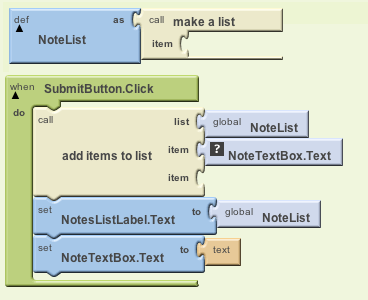 def as call make a list
NoteList item
when SubmitButton.Click
do call list global NoteList
add items to list item ? NoteTextBox.Text
item
set NotesListLabel.Text to global NoteList
set NoteTextBox.Text to text